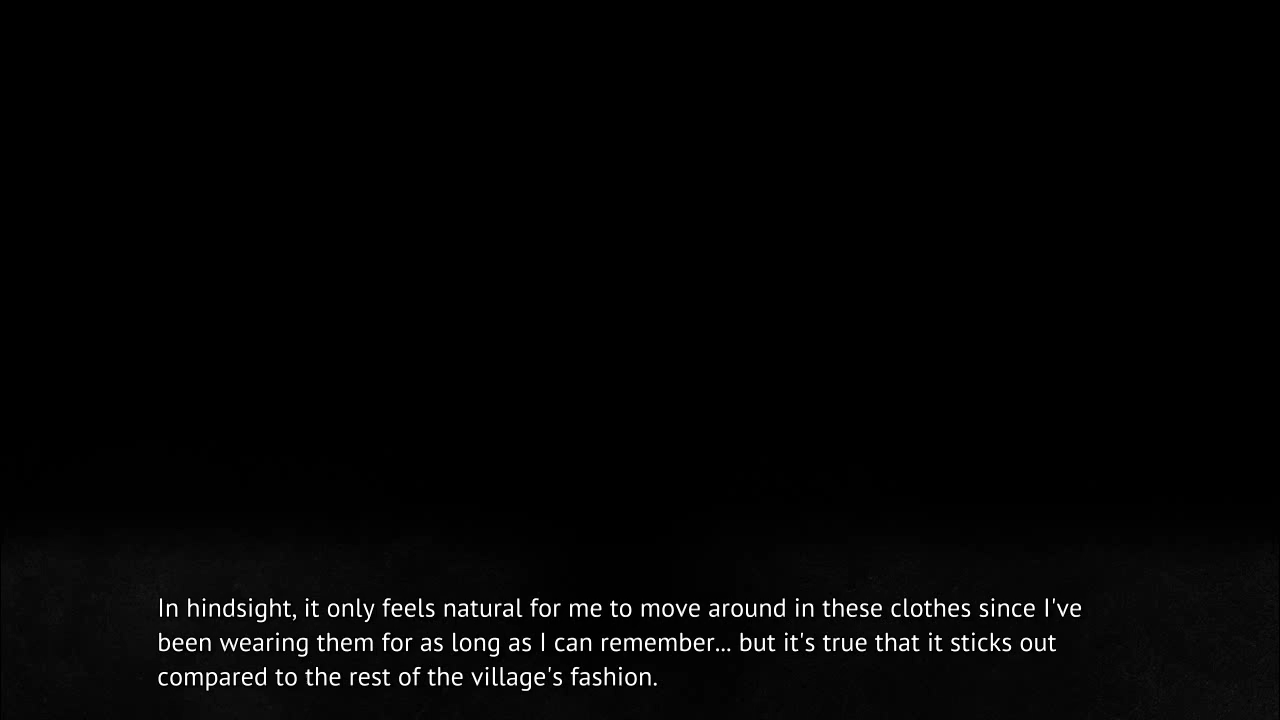 In hindsight, it only feels natural for me to move around in these clothes since I've
been wearing them for as long as I can remember... but it's true that it sticks out
compared to the rest of the village's fashion.